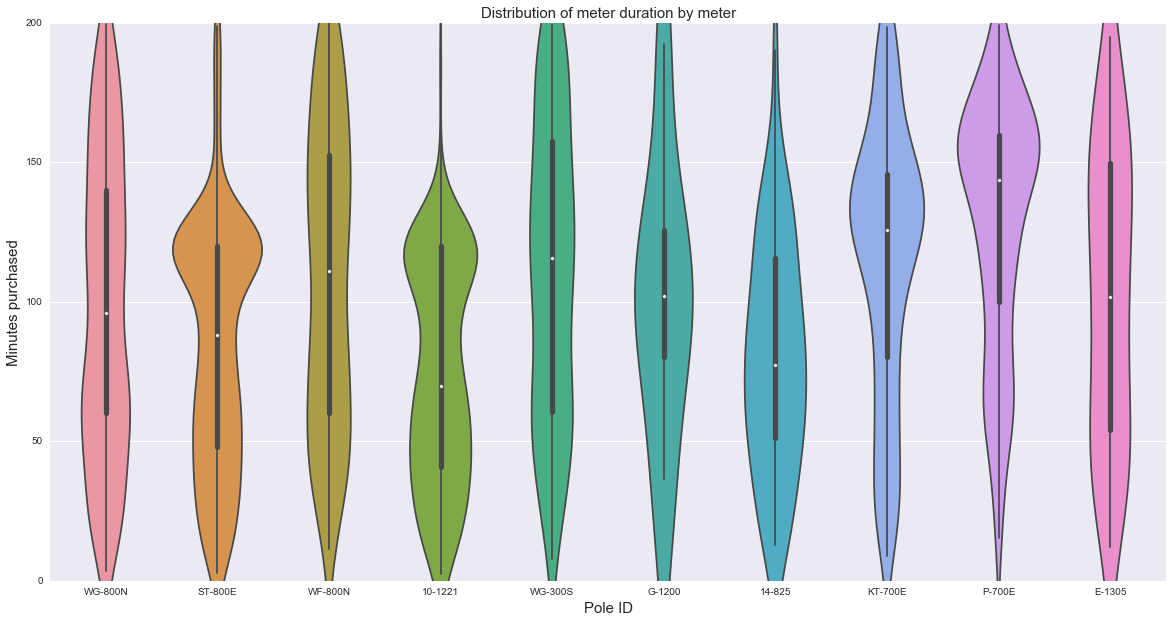 Distribution of meter duration by meter
Minutes purchased
200
150
100
50
0
WG-800N ST-800E WF-800N 10-1221 WG-300S G-1200 14-825 KT-700E P-700E E-1305
Pole ID